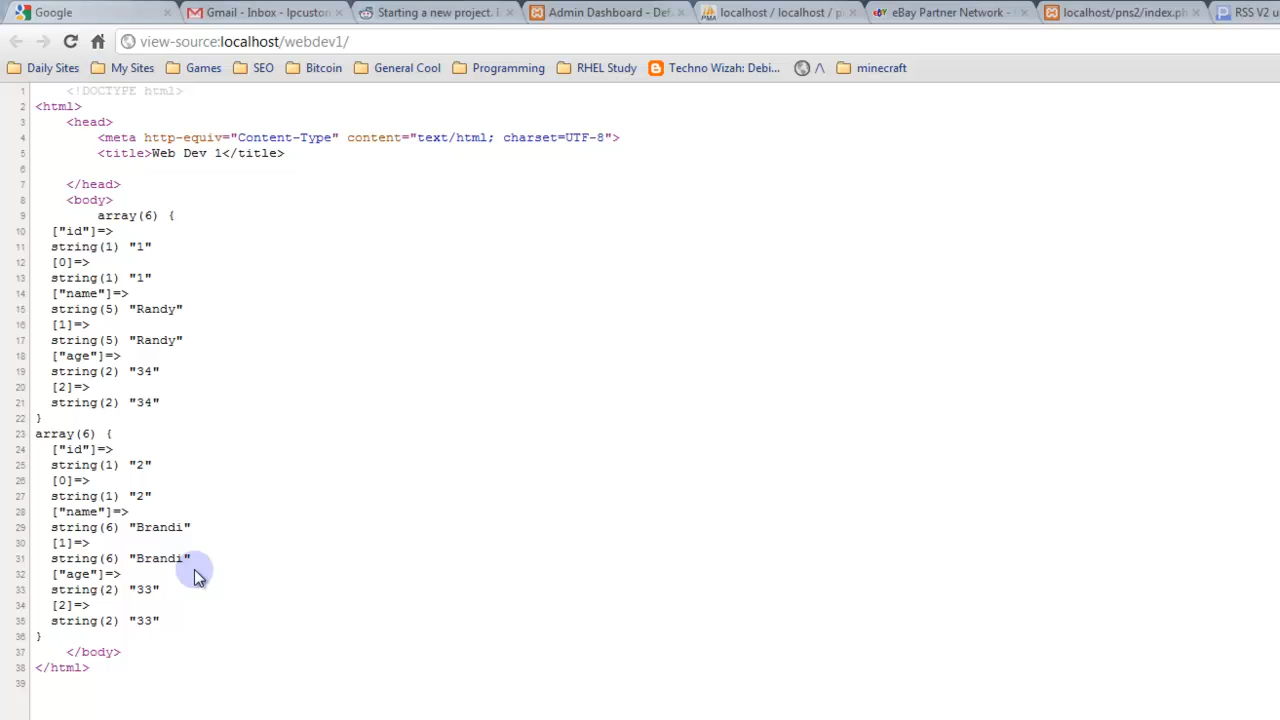 Google
Gmail - Inbox - lpcuston
Starting a new project. i
Admin Dashboard - Def
localhost / localhost / p
eBay Partner Network -
localhost/pns2/index.ph
RSS V2 u
view-source:localhost/webdev1/
Daily Sites My Sites Games SEO Bitcoin General Cool Programming RHEL Study Techno Wizah: Debi... /\ minecraft
1 <!DOCTYPE html>
2 <html>
3 <head>
4 <meta http-equiv="Content-Type" content="text/html; charset=UTF-8">
5 <title>Web Dev 1</title>
6
7 </head>
8 <body>
9 array(6) {
10 ["id"]=>
11 string(1) "1"
12 [0]=>
13 string(1) "1"
14 ["name"]=>
15 string(5) "Randy"
16 [1]=>
17 string(5) "Randy"
18 ["age"]=>
19 string(2) "34"
20 [2]=>
21 string(2) "34"
22 }
23 array(6) {
24 ["id"]=>
25 string(1) "2"
26 [0]=>
27 string(1) "2"
28 ["name"]=>
29 string(6) "Brandi"
30 [1]=>
31 string(6) "Brandi"
32 ["age"]=>
33 string(2) "33"
34 [2]=>
35 string(2) "33"
36 }
37 </body>
38 </html>
39